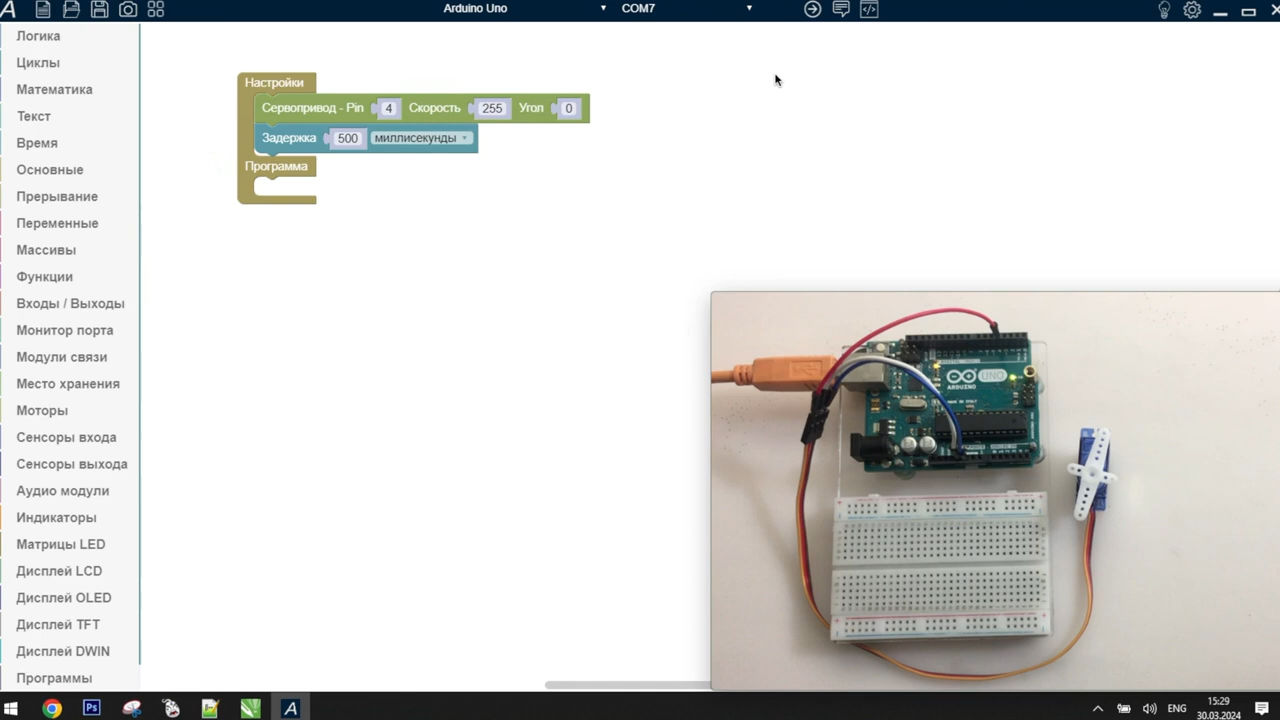 Arduino Uno
COM7
Логика
Циклы
Математика
Текст
Время
Основные
Прерывание
Переменные
Массивы
Функции
Входы / Выходы
Монитор порта
Модули связи
Место хранения
Моторы
Сенсоры входа
Сенсоры выхода
Аудио модули
Индикаторы
Матрицы LED
Дисплей LCD
Дисплей OLED
Дисплей TFT
Дисплей DWIN
Программы
Настройки
Сервопривод - Pin 4 Скорость 255 Угол 0
Задержка 500 миллисекунды
Программа
UNO
ARDUINO
MADE IN ITALY
ENG
15:29
30.03.2024